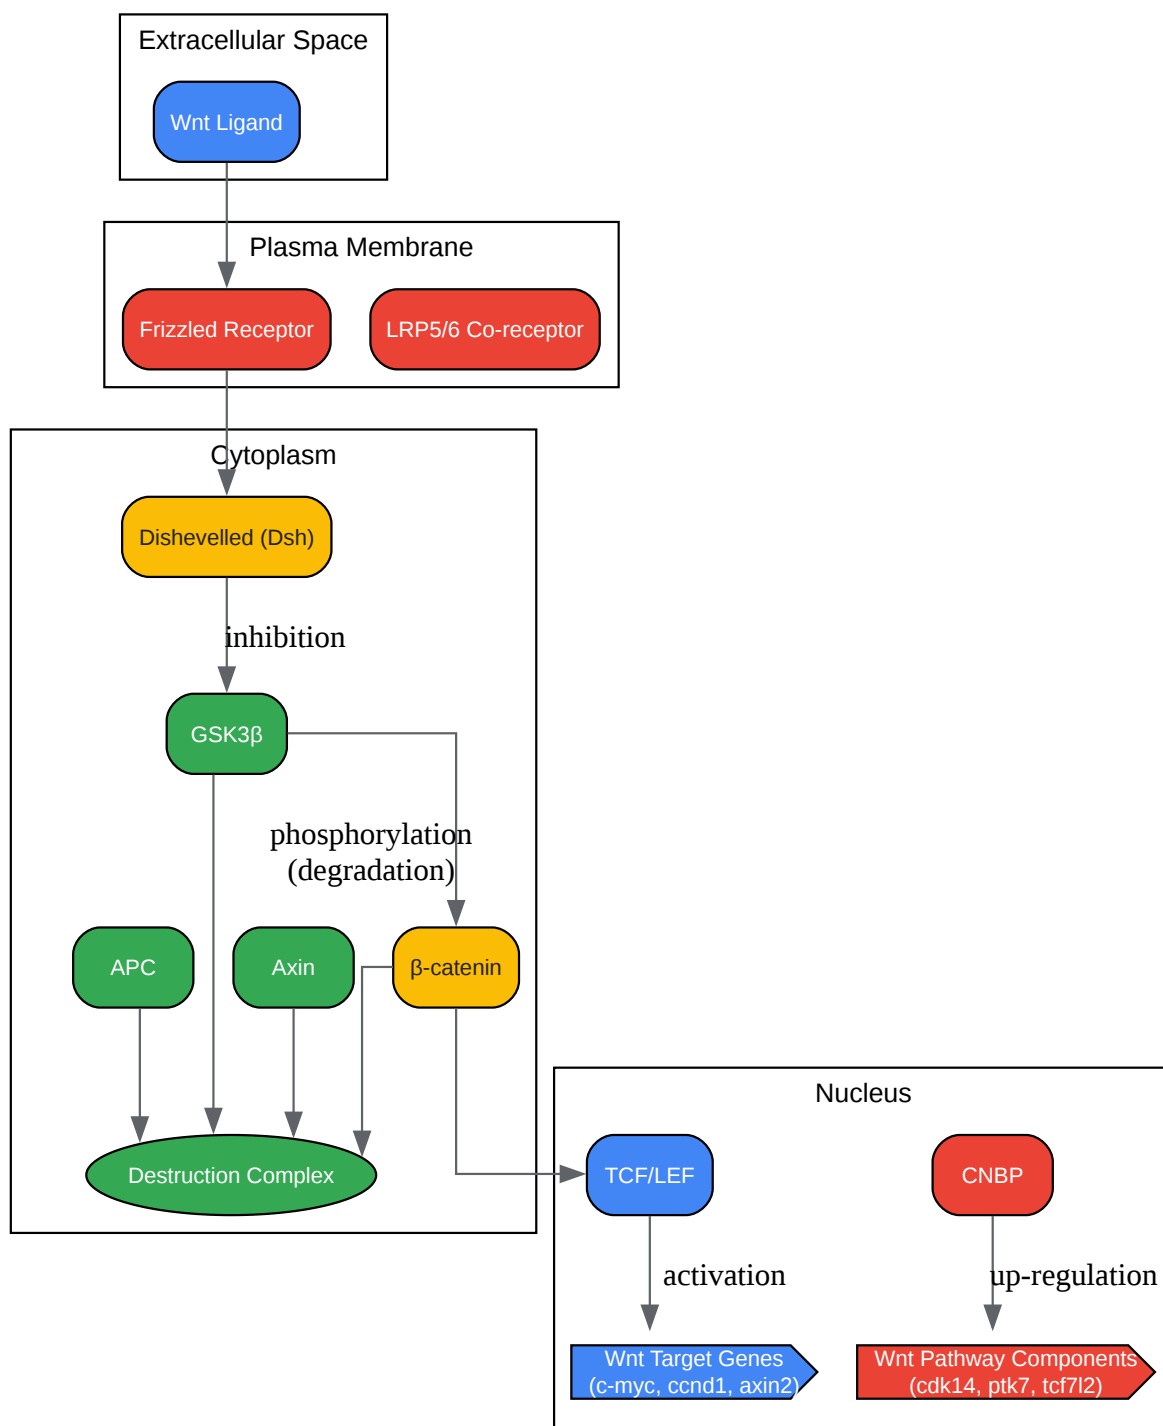 Extracellular Space
Wnt Ligand
Plasma Membrane
Frizzled Receptor
LRP5/6 Co-receptor
Cytoplasm
Dishevelled (Dsh)
inhibition
GSK3β
phosphorylation
(degradation)
APC
Axin
β-catenin
Destruction Complex
Nucleus
TCF/LEF
CNBP
activation
up-regulation
Wnt Target Genes
(c-myc, ccnd1, axin2)
Wnt Pathway Components
(cdk14, ptk7, tcf7l2)